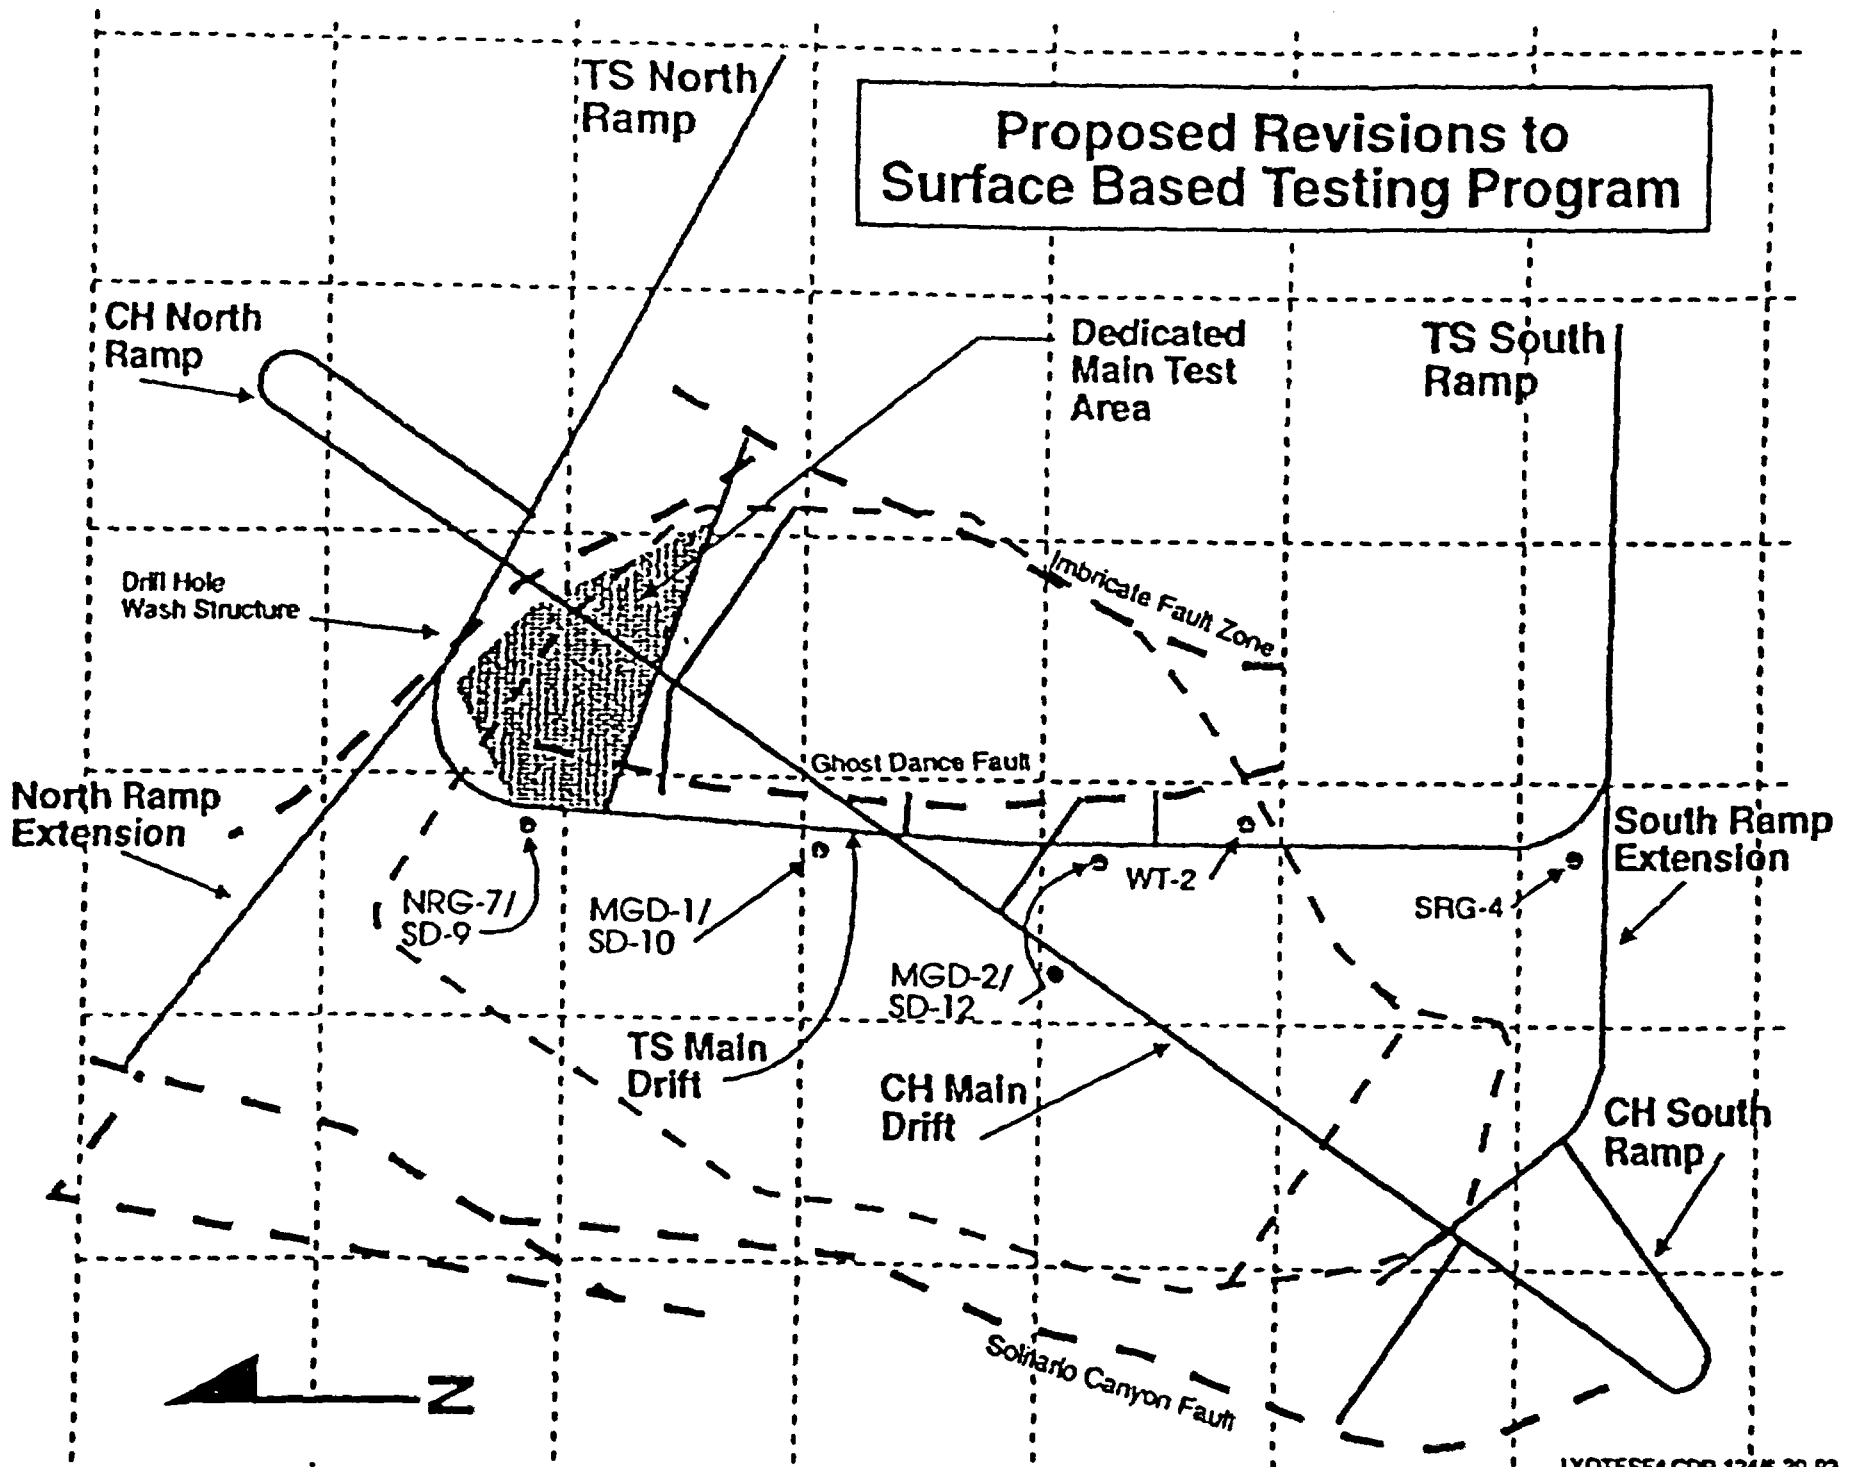 TS North
Ramp
Proposed Revisions to
Surface Based Testing Program
CH North
Ramp
Dedicated
Main Test
Area
TS South
Ramp
Drill Hole
Wash Structure
Imbricate Fault Zone
Ghost Dance Fault
North Ramp
Extension
South Ramp
Extension
NRG-7/
SD-9
MGD-1/
SD-10
WT-2
SRG-4
MGD-2/
SD-12
TS Main
Drift
CH Main
Drift
CH South
Ramp
Solitario Canyon Fault
N